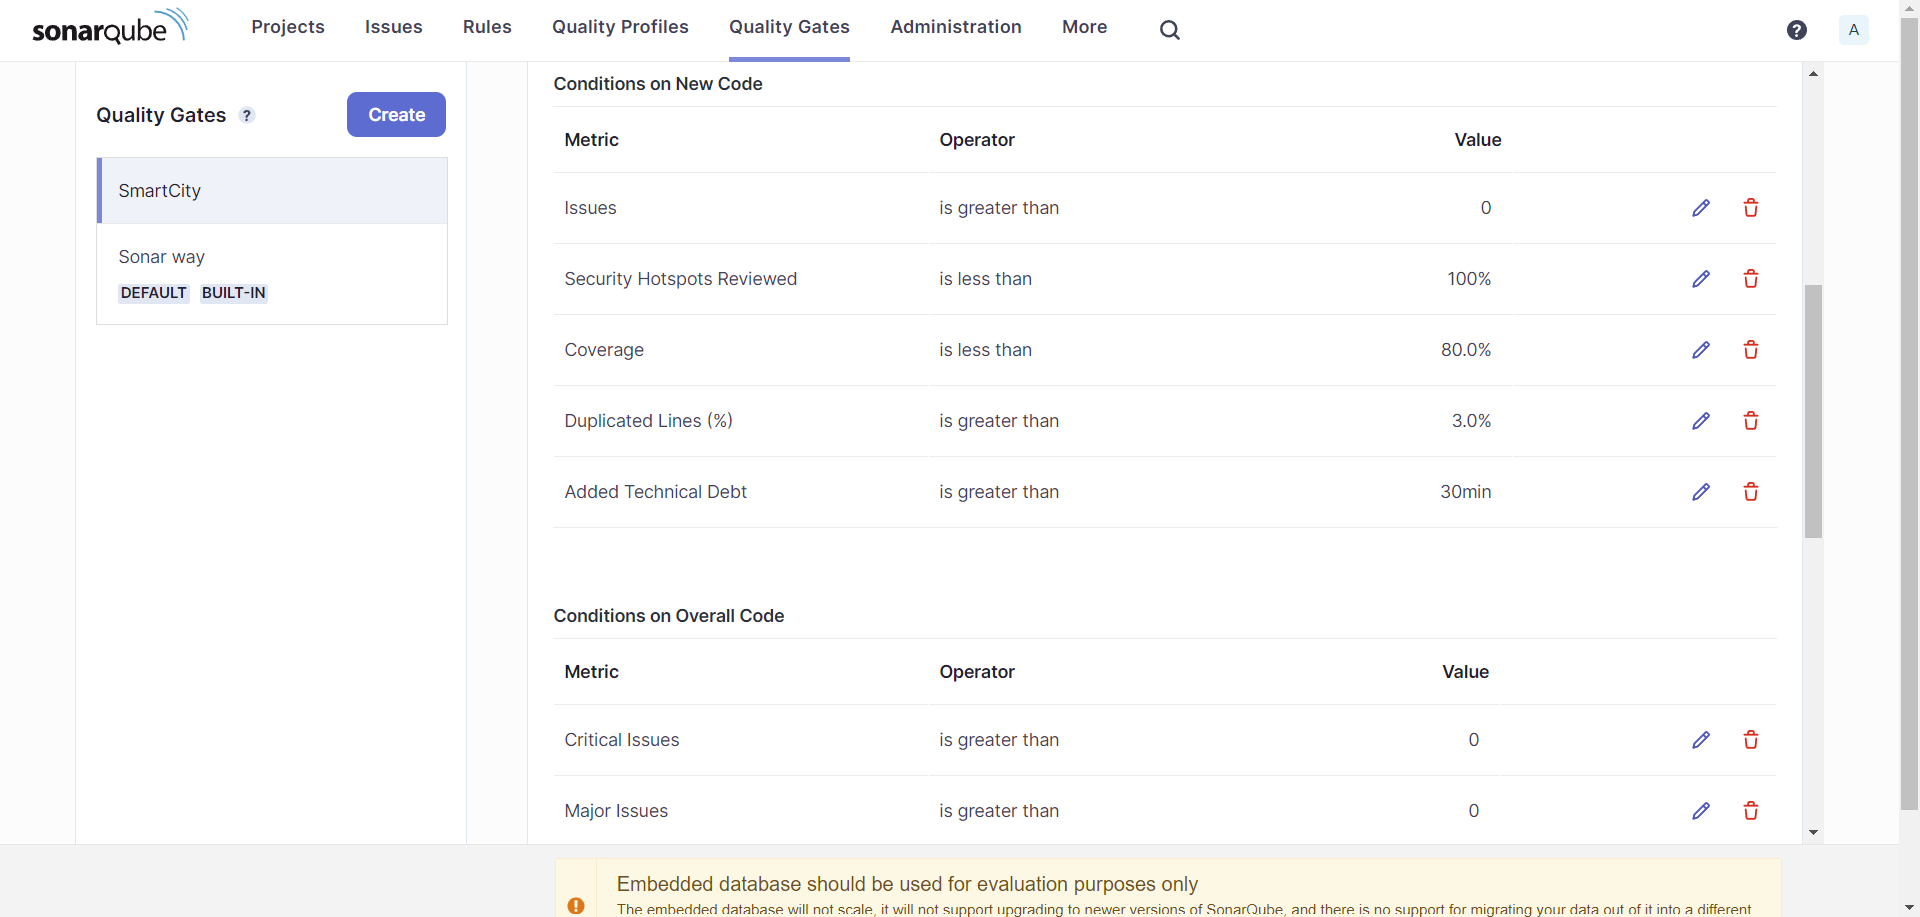 sonarqube Projects Issues Rules Quality Profiles Quality Gates Administration More ? A
Quality Gates ? Create
SmartCity
Sonar way
DEFAULT BUILT-IN
Conditions on New Code
Metric Operator Value
Issues is greater than 0
Security Hotspots Reviewed is less than 100%
Coverage is less than 80.0%
Duplicated Lines (%) is greater than 3.0%
Added Technical Debt is greater than 30min
Conditions on Overall Code
Metric Operator Value
Critical Issues is greater than 0
Major Issues is greater than 0
Embedded database should be used for evaluation purposes only
The embedded database will not scale, it will not support upgrading to newer versions of SonarQube, and there is no support for migrating your data out of it into a different